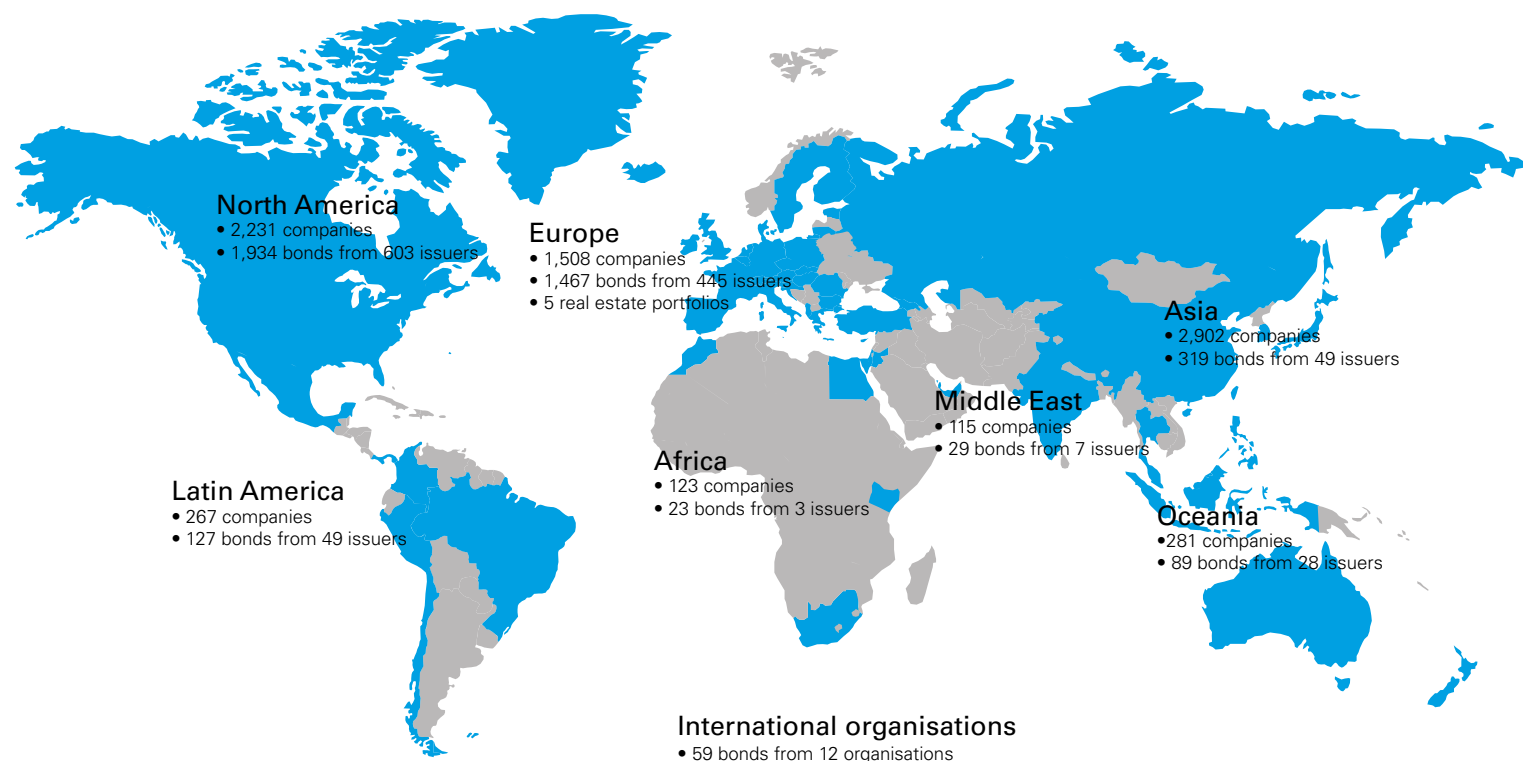 North America
• 2,231 companies
• 1,934 bonds from 603 issuers
Europe
• 1,508 companies
• 1,467 bonds from 445 issuers
• 5 real estate portfolios
Asia
• 2,902 companies
• 319 bonds from 49 issuers
Middle East
• 115 companies
• 29 bonds from 7 issuers
Africa
• 123 companies
• 23 bonds from 3 issuers
Latin America
• 267 companies
• 127 bonds from 49 issuers
Oceania
•281 companies
• 89 bonds from 28 issuers
International organisations
• 59 bonds from 12 organisations